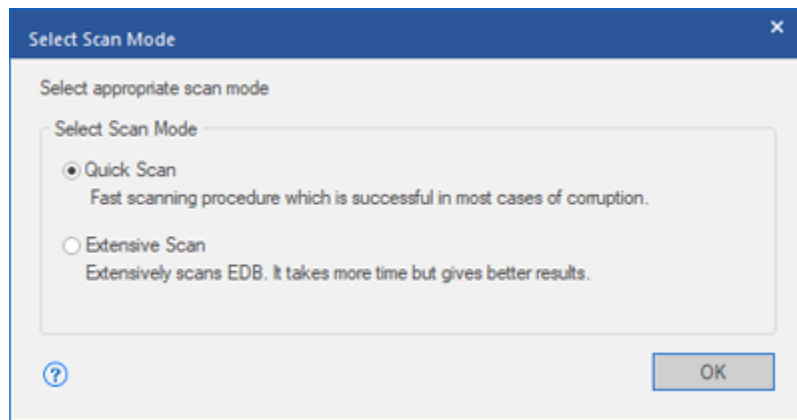 Select Scan Mode
Select appropriate scan mode
Select Scan Mode
Quick Scan
Fast scanning procedure which is successful in most cases of corruption.
Extensive Scan
Extensively scans EDB. It takes more time but gives better results.
?
OK